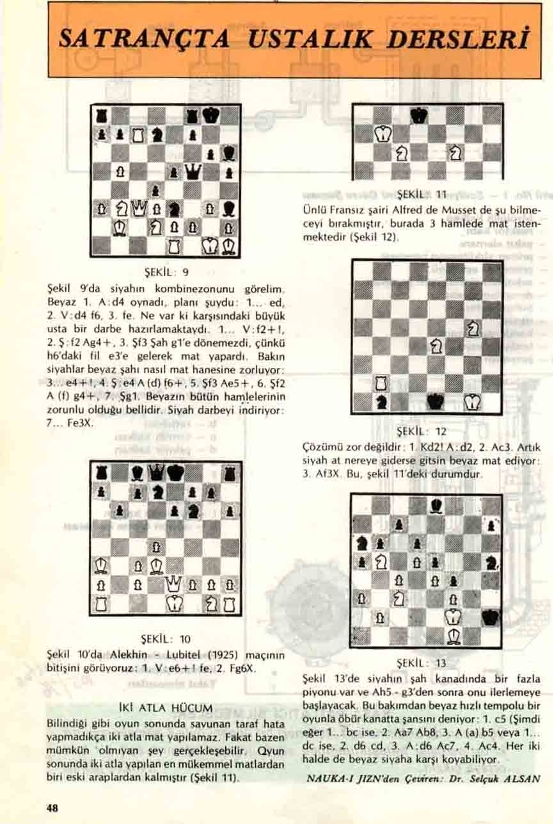 SATRANÇTA USTALIK DERSLERİ
ŞEKİL: 9
Şekil 9'da siyahın kombinezonunu görelim.
Beyaz 1. A:d4 oynadı, planı şuydu: 1... ed,
2. V:d4 f6, 3. fe. Ne var ki karşısındaki büyük
usta bir darbe hazırlamaktaydı. 1... V:f2+!,
2. Ş:f2 Ag4+, 3. Şf3 Şah g1'e dönemezdi, çünkü
h6'daki fil e3'e gelerek mat yapardı. Bakın
siyahlar beyaz şahı nasıl mat hanesine zorluyor:
3... e4+!, 4. Ş:e4 A (d) f6+, 5. Şf3 Ae5+, 6. Şf2
A (f) g4+, 7. Şg1. Beyazın bütün hamlelerinin
zorunlu olduğu bellidir. Siyah darbeyi indiriyor:
7... Fe3X.
ŞEKİL: 10
Şekil 10'da Alekhin - Lubitel (1925) maçının
bitişini görüyoruz: 1. V:e6+! fe, 2. Fg6X.
İKİ ATLA HÜCUM
Bilindiği gibi oyun sonunda savunan taraf hata
yapmadıkça iki atla mat yapılamaz. Fakat bazen
mümkün olmıyan şey gerçekleşebilir. Oyun
sonunda iki atla yapılan en mükemmel matlardan
biri eski araplardan kalmıştır (Şekil 11).
48
ŞEKİL 11
Ünlü Fransız şairi Alfred de Musset de şu bilme-
ceyi bırakmıştır, burada 3 hamlede mat isten-
mektedir (Şekil 12).
ŞEKİL: 12
Çözümü zor değildir: 1. Kd2! A:d2, 2. Ac3. Artık
siyah at nereye giderse gitsin beyaz mat ediyor:
3. Af3X. Bu, şekil 11'deki durumdur.
ŞEKİL: 13
Şekil 13'de siyahın şah kanadında bir fazla
piyonu var ve Ah5 - g3'den sonra onu ilerlemeye
başlayacak. Bu bakımdan beyaz hızlı tempolu bir
oyunla öbür kanatta şansını deniyor: 1. c5 (Şimdi
eğer 1... bc ise, 2. Aa7 Ab8, 3. A (a) b5 veya 1...
dc ise, 2. d6 cd, 3. A:d6 Ac7, 4. Ac4. Her iki
halde de beyaz siyaha karşı koyabiliyor.
NAUKA-I JIZN'den Çeviren: Dr. Selçuk ALSAN